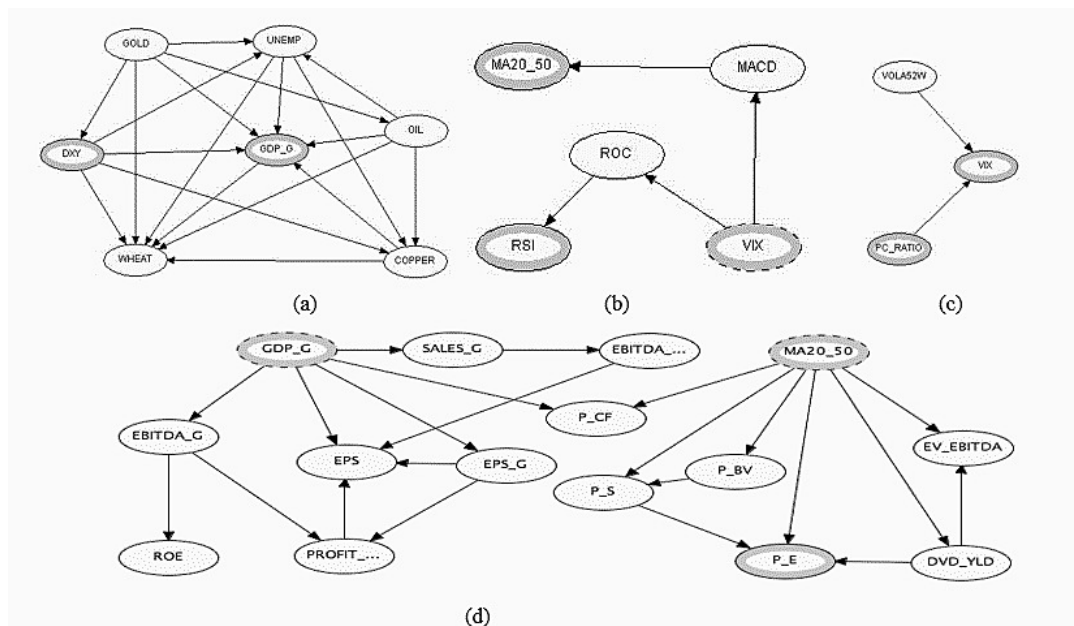 GOLD
UNEMP
OIL
DXY
GDP_G
WHEAT
COPPER
(a)
MA20_50
MACD
ROC
RSI
VIX
(b)
VOLA52W
VIX
PC_RATIO
(c)
GDP_G
SALES_G
EBITDA_...
MA20_50
P_CF
EBITDA_G
EV_EBITDA
EPS
EPS_G
P_BV
P_S
ROE
PROFIT_...
P_E
DVD_YLD
(d)